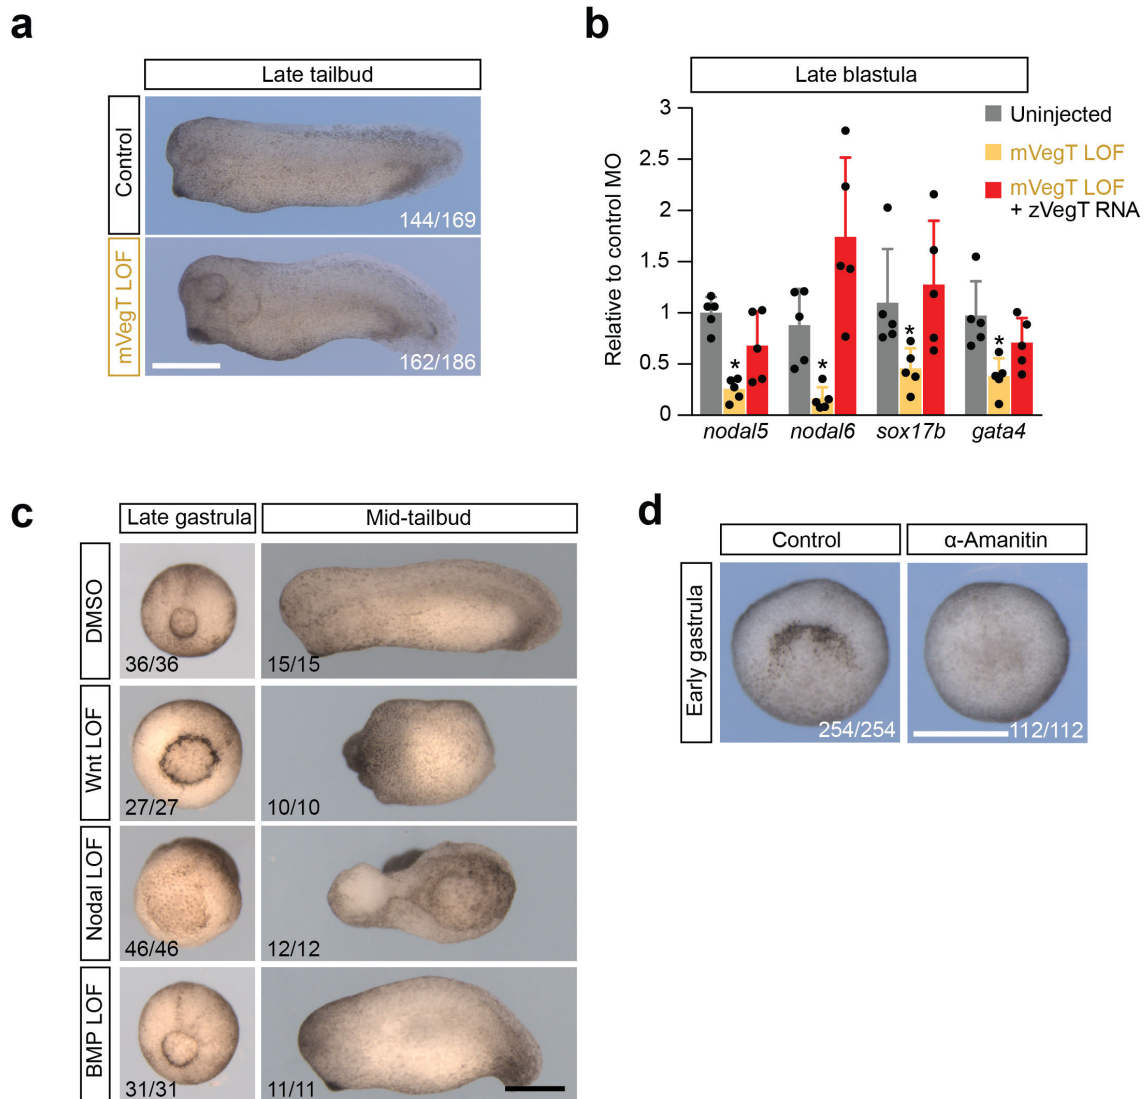 a
Late tailbud
Control
144/169
mVegT LOF
162/186
b
Late blastula
Relative to control MO
3
2.5
2
1.5
1
0.5
0
Uninjected
mVegT LOF
mVegT LOF
+ zVegT RNA
*
*
*
*
nodal5
nodal6
sox17b
gata4
c
Late gastrula
Mid-tailbud
DMSO
36/36
15/15
Wnt LOF
27/27
10/10
Nodal LOF
46/46
12/12
BMP LOF
31/31
11/11
d
Control
α-Amanitin
Early gastrula
254/254
112/112